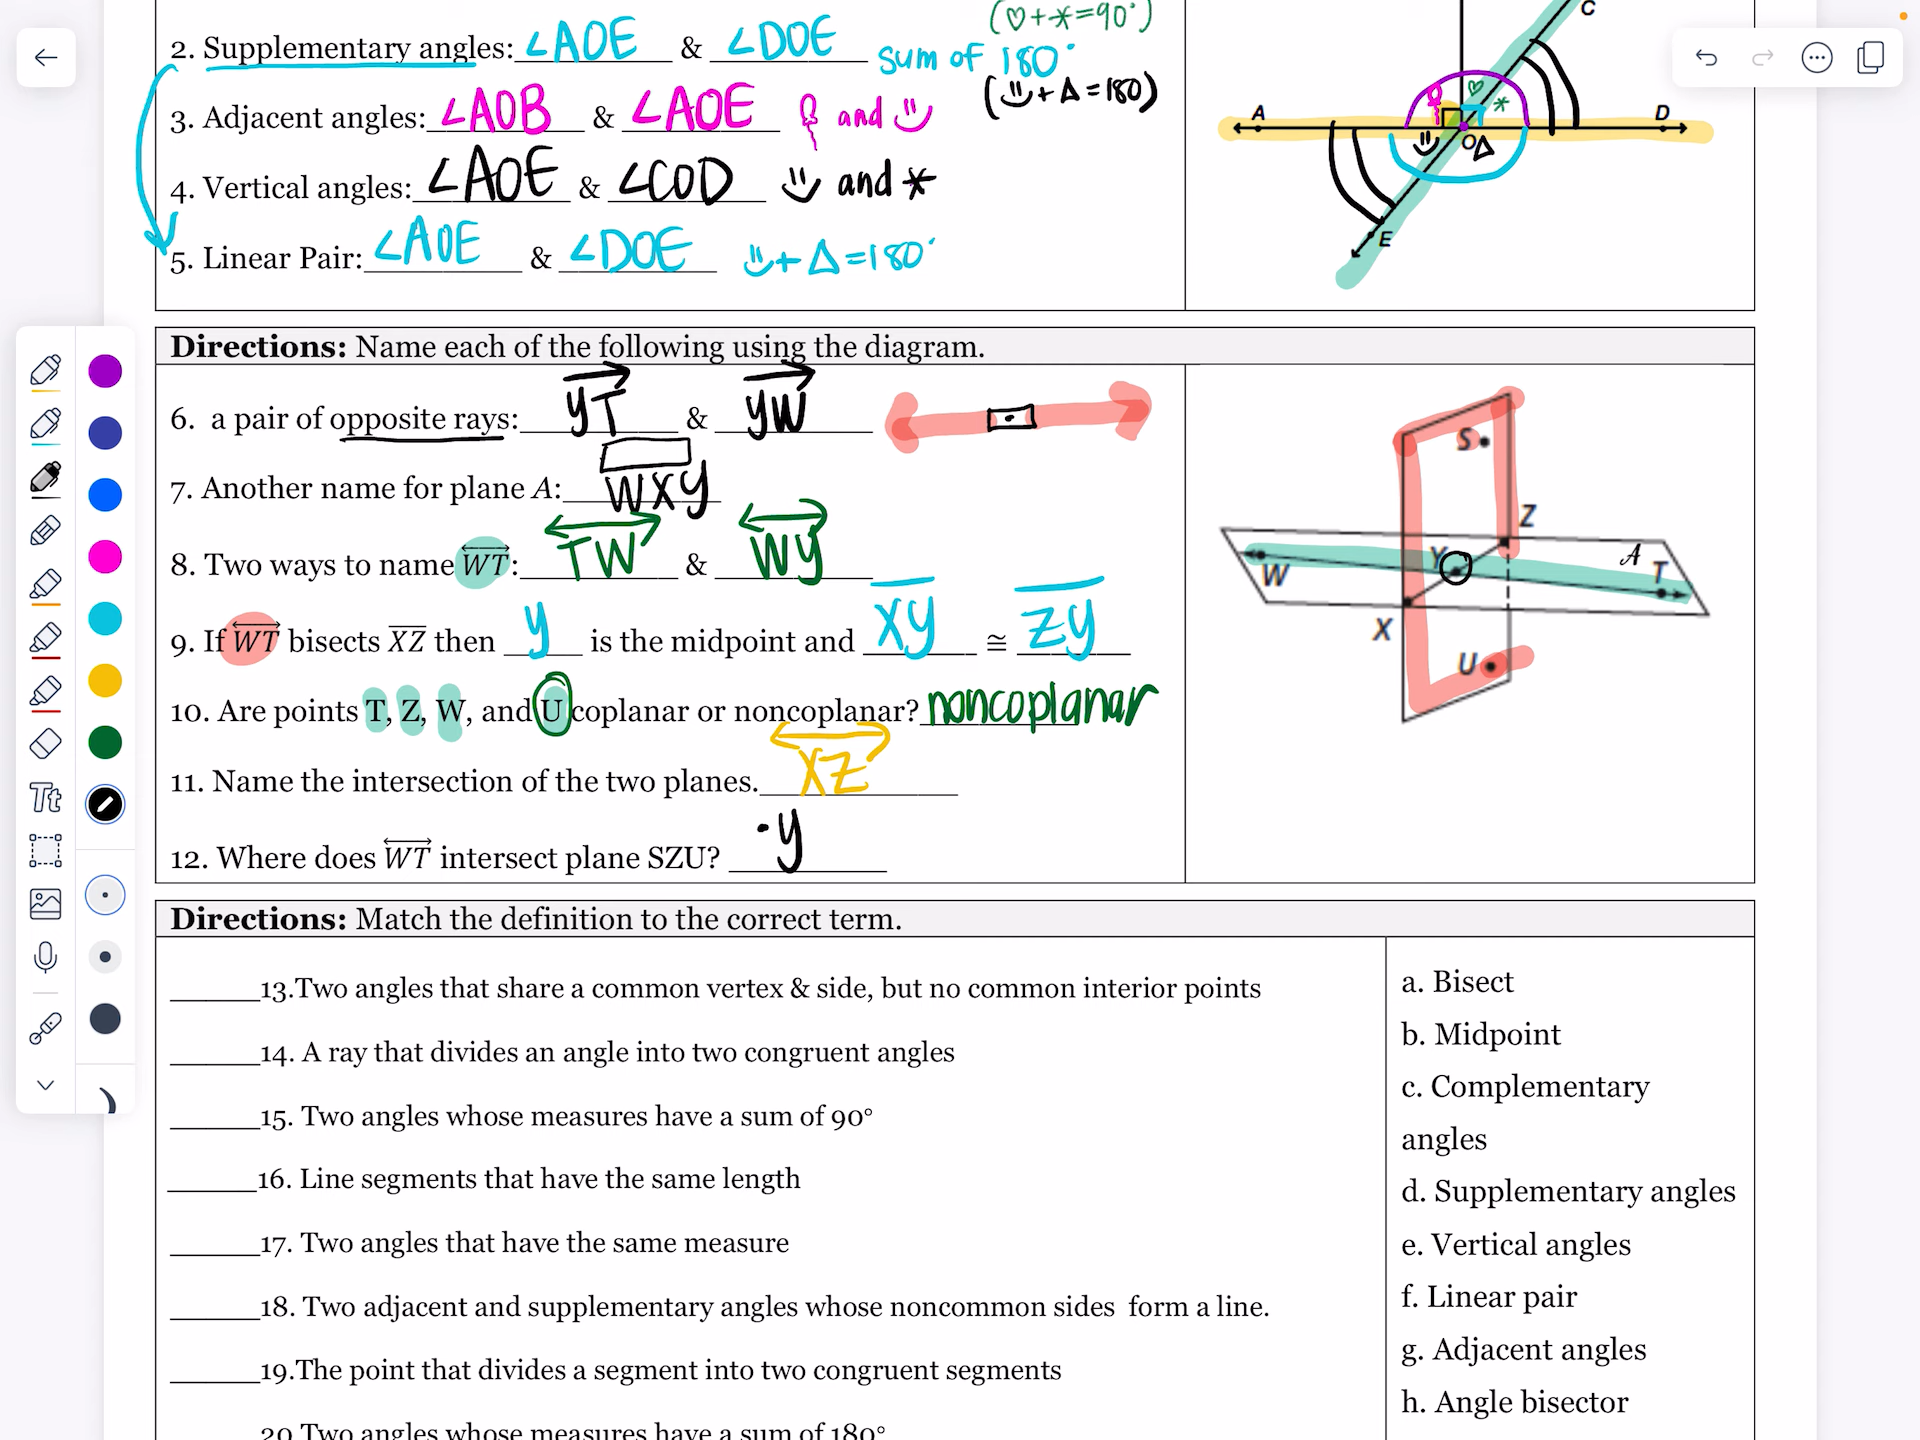 (♡+*=90°)
2. Supplementary angles: ∠AOE & ∠DOE sum of 180°
(ü+Δ=180)
3. Adjacent angles: ∠AOB & ∠AOE and ü
4. Vertical angles: ∠AOE & ∠COD ü and *
5. Linear Pair: ∠AOE & ∠DOE ü+Δ=180°
C
A
D
♡
*
ü
O
Δ
E
Directions: Name each of the following using the diagram.
6. a pair of opposite rays: YT & YW
7. Another name for plane A: WXY
8. Two ways to name WT: TW & WY
9. If WT bisects XZ then y is the midpoint and XY ≅ ZY
10. Are points T, Z, W, and U coplanar or noncoplanar? noncoplanar
11. Name the intersection of the two planes. XZ
12. Where does WT intersect plane SZU? ·y
S
Z
A
Y
W
T
X
U
Directions: Match the definition to the correct term.
______13.Two angles that share a common vertex & side, but no common interior points
______14. A ray that divides an angle into two congruent angles
______15. Two angles whose measures have a sum of 90°
______16. Line segments that have the same length
______17. Two angles that have the same measure
______18. Two adjacent and supplementary angles whose noncommon sides form a line.
______19.The point that divides a segment into two congruent segments
20 Two angles whose measures have a sum of 180°
a. Bisect
b. Midpoint
c. Complementary
angles
d. Supplementary angles
e. Vertical angles
f. Linear pair
g. Adjacent angles
h. Angle bisector
Tt